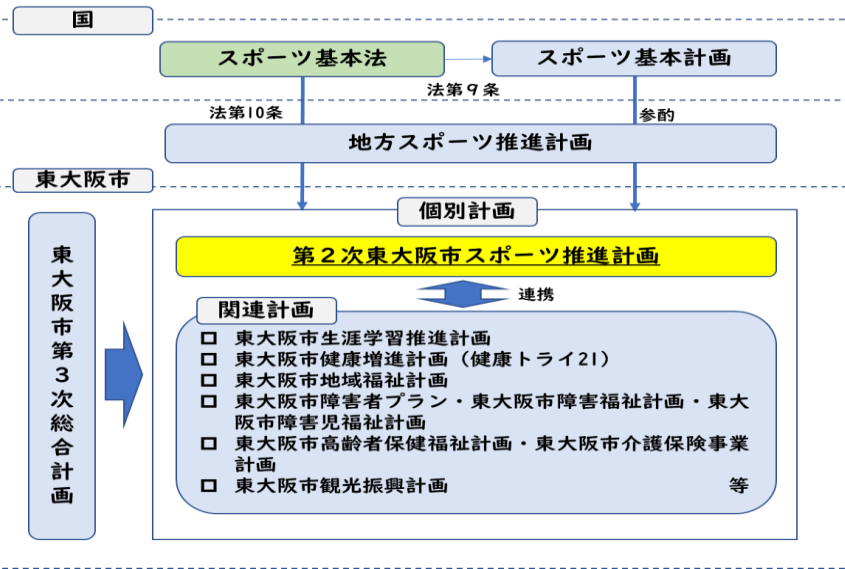 国
スポーツ基本法
スポーツ基本計画
法第９条
法第10条
参酌
地方スポーツ推進計画
東大阪市
個別計画
東大阪市第３次総合計画
第２次東大阪市スポーツ推進計画
連携
関連計画
□ 東大阪市生涯学習推進計画
□ 東大阪市健康増進計画（健康トライ21）
□ 東大阪市地域福祉計画
□ 東大阪市障害者プラン・東大阪市障害福祉計画・東大
阪市障害児福祉計画
□ 東大阪市高齢者保健福祉計画・東大阪市介護保険事業
計画
□ 東大阪市観光振興計画 等